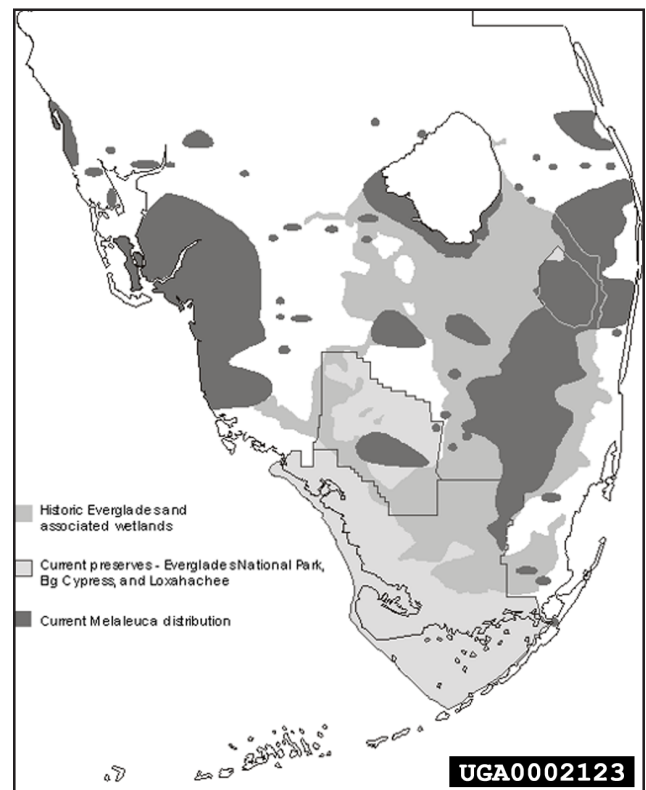 Historic Everglades and
associated wetlands
Current preserves - Everglades National Park,
Big Cypress, and Loxahachee
Current Melaleuca distribution
UGA0002123